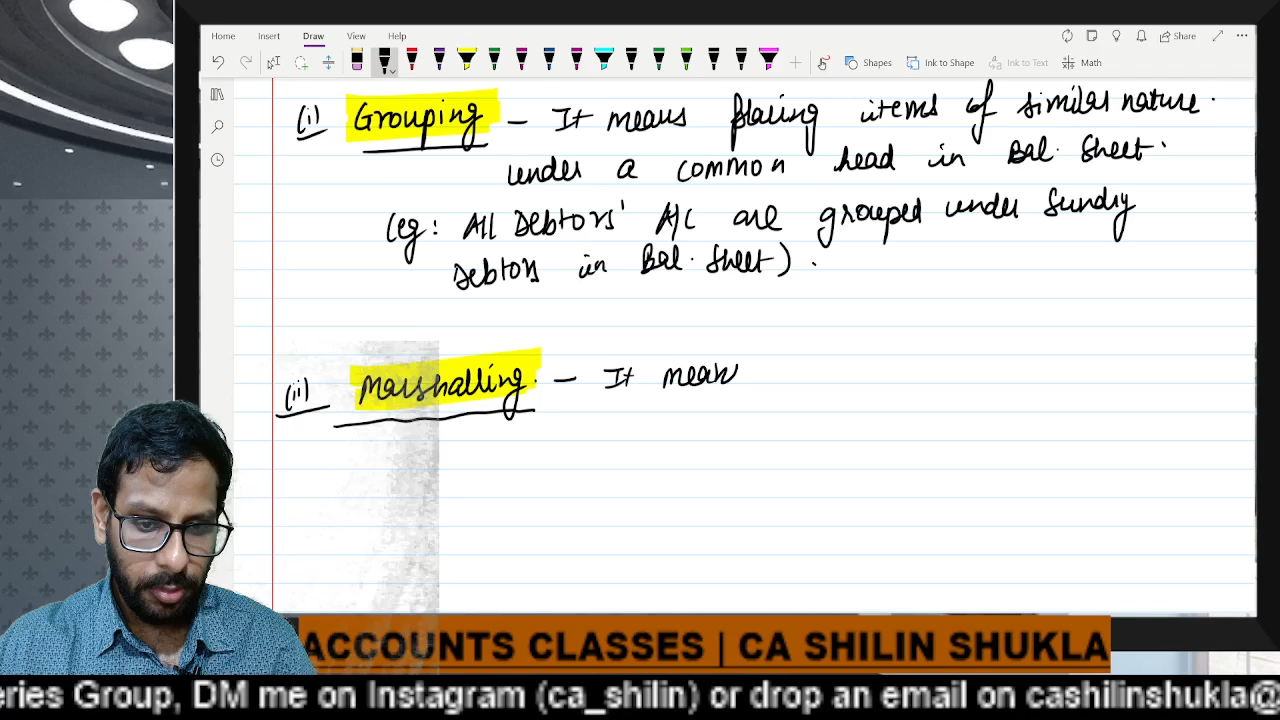 Home Insert Draw View Help
Share
Shapes Ink to Shape Ink to Text Math
(i) Grouping – It means placing items of similar nature.
under a common head in Bal. Sheet.
(eg: All Debtors' A/C are grouped under Sundry
Debtors in Bal. Sheet).
(ii) Marshalling. – It means
ACCOUNTS CLASSES | CA SHILIN SHUKLA
eries Group, DM me on Instagram (ca_shilin) or drop an email on cashilinshukla@